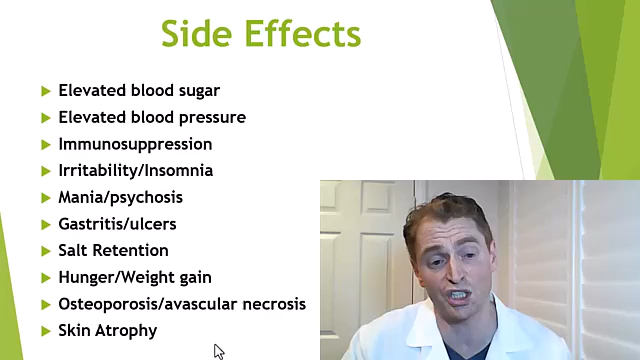 Side Effects
Elevated blood sugar
Elevated blood pressure
Immunosuppression
Irritability/Insomnia
Mania/psychosis
Gastritis/ulcers
Salt Retention
Hunger/Weight gain
Osteoporosis/avascular necrosis
Skin Atrophy